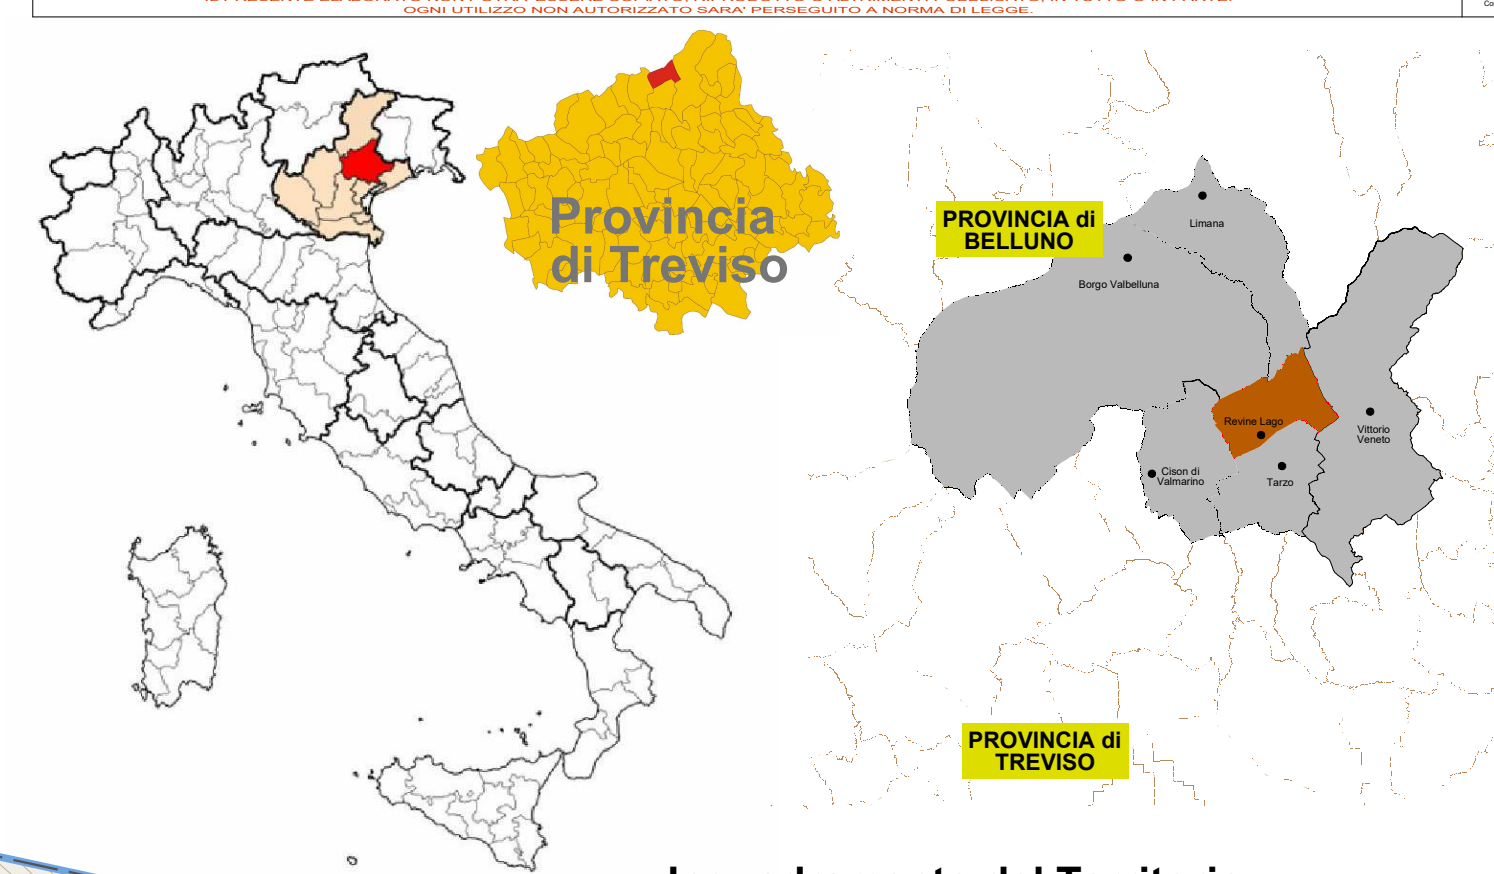 OGNI UTILIZZO NON AUTORIZZATO SARA' PERSEGUITO A NORMA DI LEGGE.
Provincia
di Treviso
PROVINCIA di
BELLUNO
Limana
Borgo Valbelluna
Revine Lago
Vittorio
Veneto
Cison di
Valmarino
Tarzo
PROVINCIA di
TREVISO